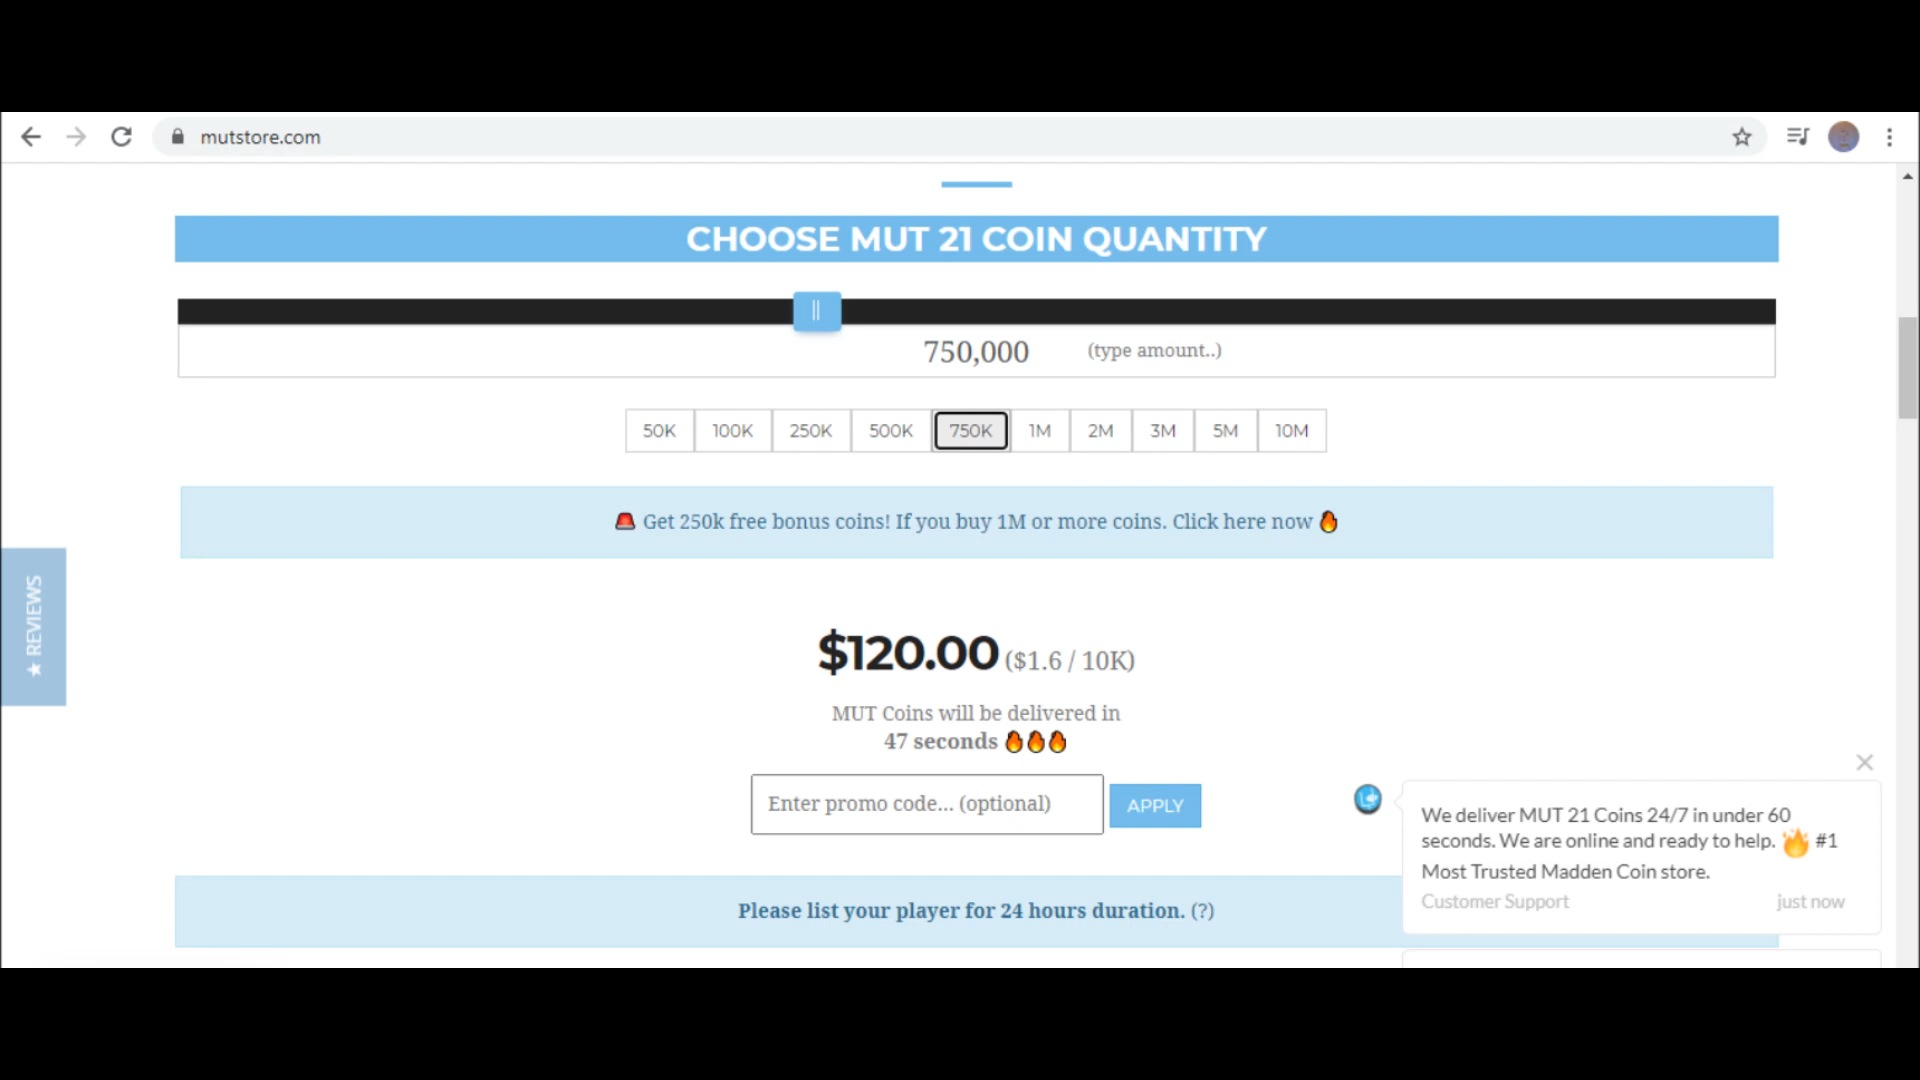 mutstore.com
CHOOSE MUT 21 COIN QUANTITY
750,000 (type amount..)
50K 100K 250K 500K 750K 1M 2M 3M 5M 10M
🚨 Get 250k free bonus coins! If you buy 1M or more coins. Click here now 🔥
★ REVIEWS
$120.00 ($1.6 / 10K)
MUT Coins will be delivered in
47 seconds 🔥🔥🔥
Enter promo code... (optional) APPLY
We deliver MUT 21 Coins 24/7 in under 60
seconds. We are online and ready to help. 🔥 #1
Most Trusted Madden Coin store.
Customer Support just now
Please list your player for 24 hours duration. (?)